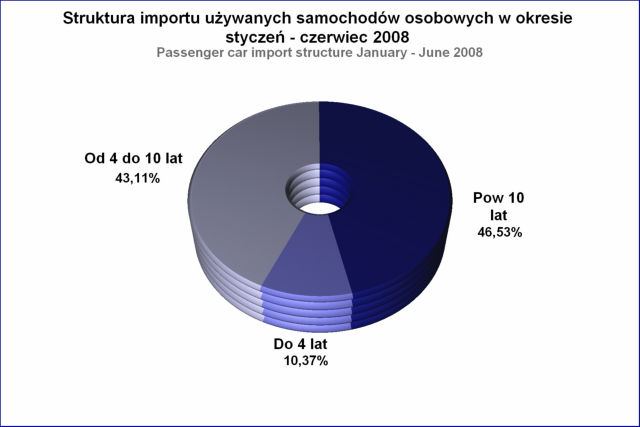 Struktura importu używanych samochodów osobowych w okresie
styczeń - czerwiec 2008
Passenger car import structure January - June 2008
Od 4 do 10 lat
43,11%
Pow 10
lat
46,53%
Do 4 lat
10,37%